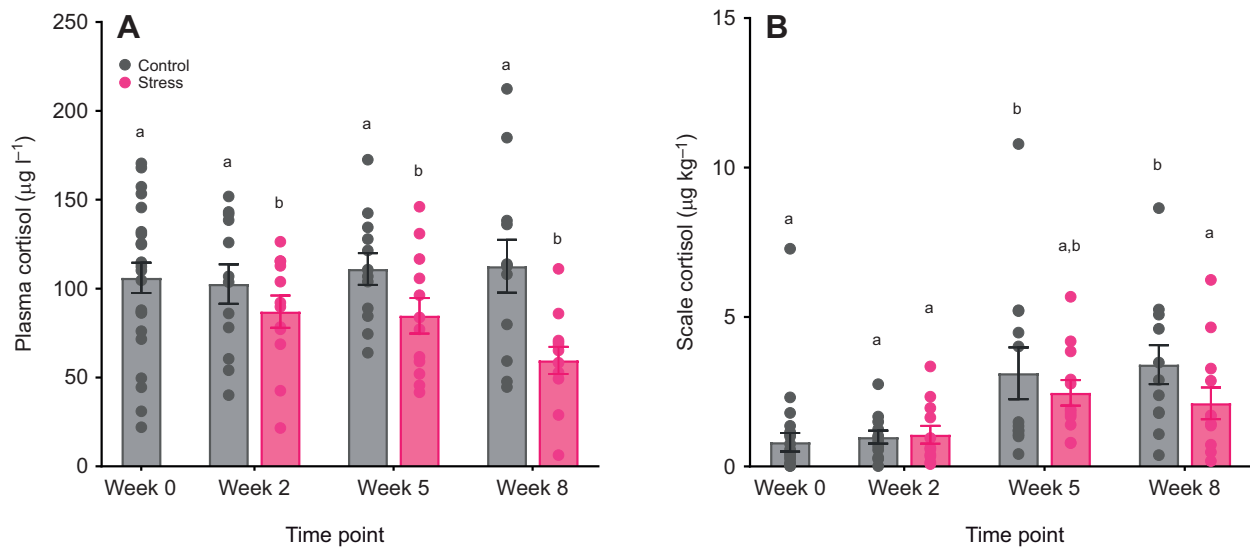 A
Control
Stress
Plasma cortisol (μg l⁻¹)
250
200
150
100
50
0
a
a
b
a
b
a
b
Week 0
Week 2
Week 5
Week 8
Time point
B
Scale cortisol (μg kg⁻¹)
15
10
5
0
a
a
a
b
a,b
b
a
Week 0
Week 2
Week 5
Week 8
Time point